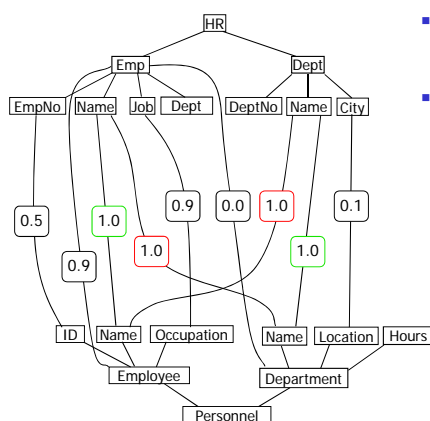 HR
Emp Dept
EmpNo Name Job Dept DeptNo Name City
0.5 1.0 0.9 0.0 1.0 0.1
0.9 1.0 1.0
ID Name Occupation Name Location Hours
Employee Department
Personnel